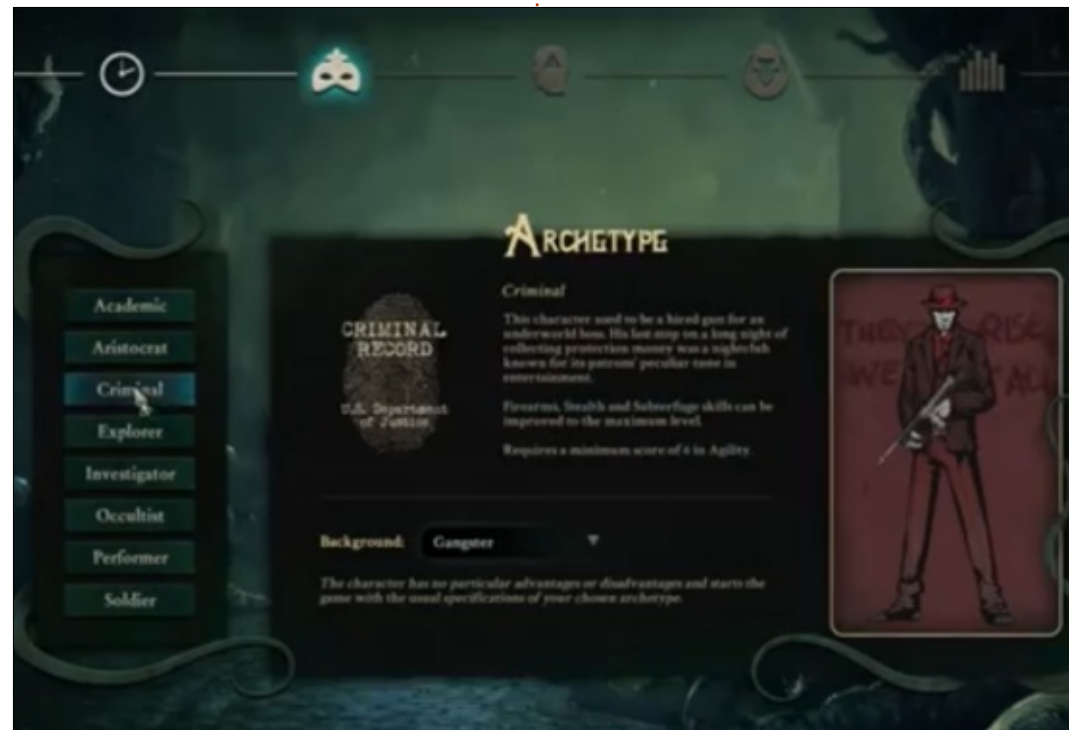 ARCHETYPE
Academic
Aristocrat
Criminal
Explorer
Investigator
Occultist
Performer
Soldier
CRIMINAL
RECORD
U.S. Department
of Justice
Criminal
This character used to be a hired gun for an
underworld boss. His last stop on a long night of
collecting protection money was a nightclub
known for its patrons' peculiar taste in
entertainment.
Firearms, Stealth and Subterfuge skills can be
improved to the maximum level.
Requires a minimum score of 6 in Agility.
Background: Gangster
The character has no particular advantages or disadvantages and starts the
game with the usual specifications of your chosen archetype.
THEY RISE
WE